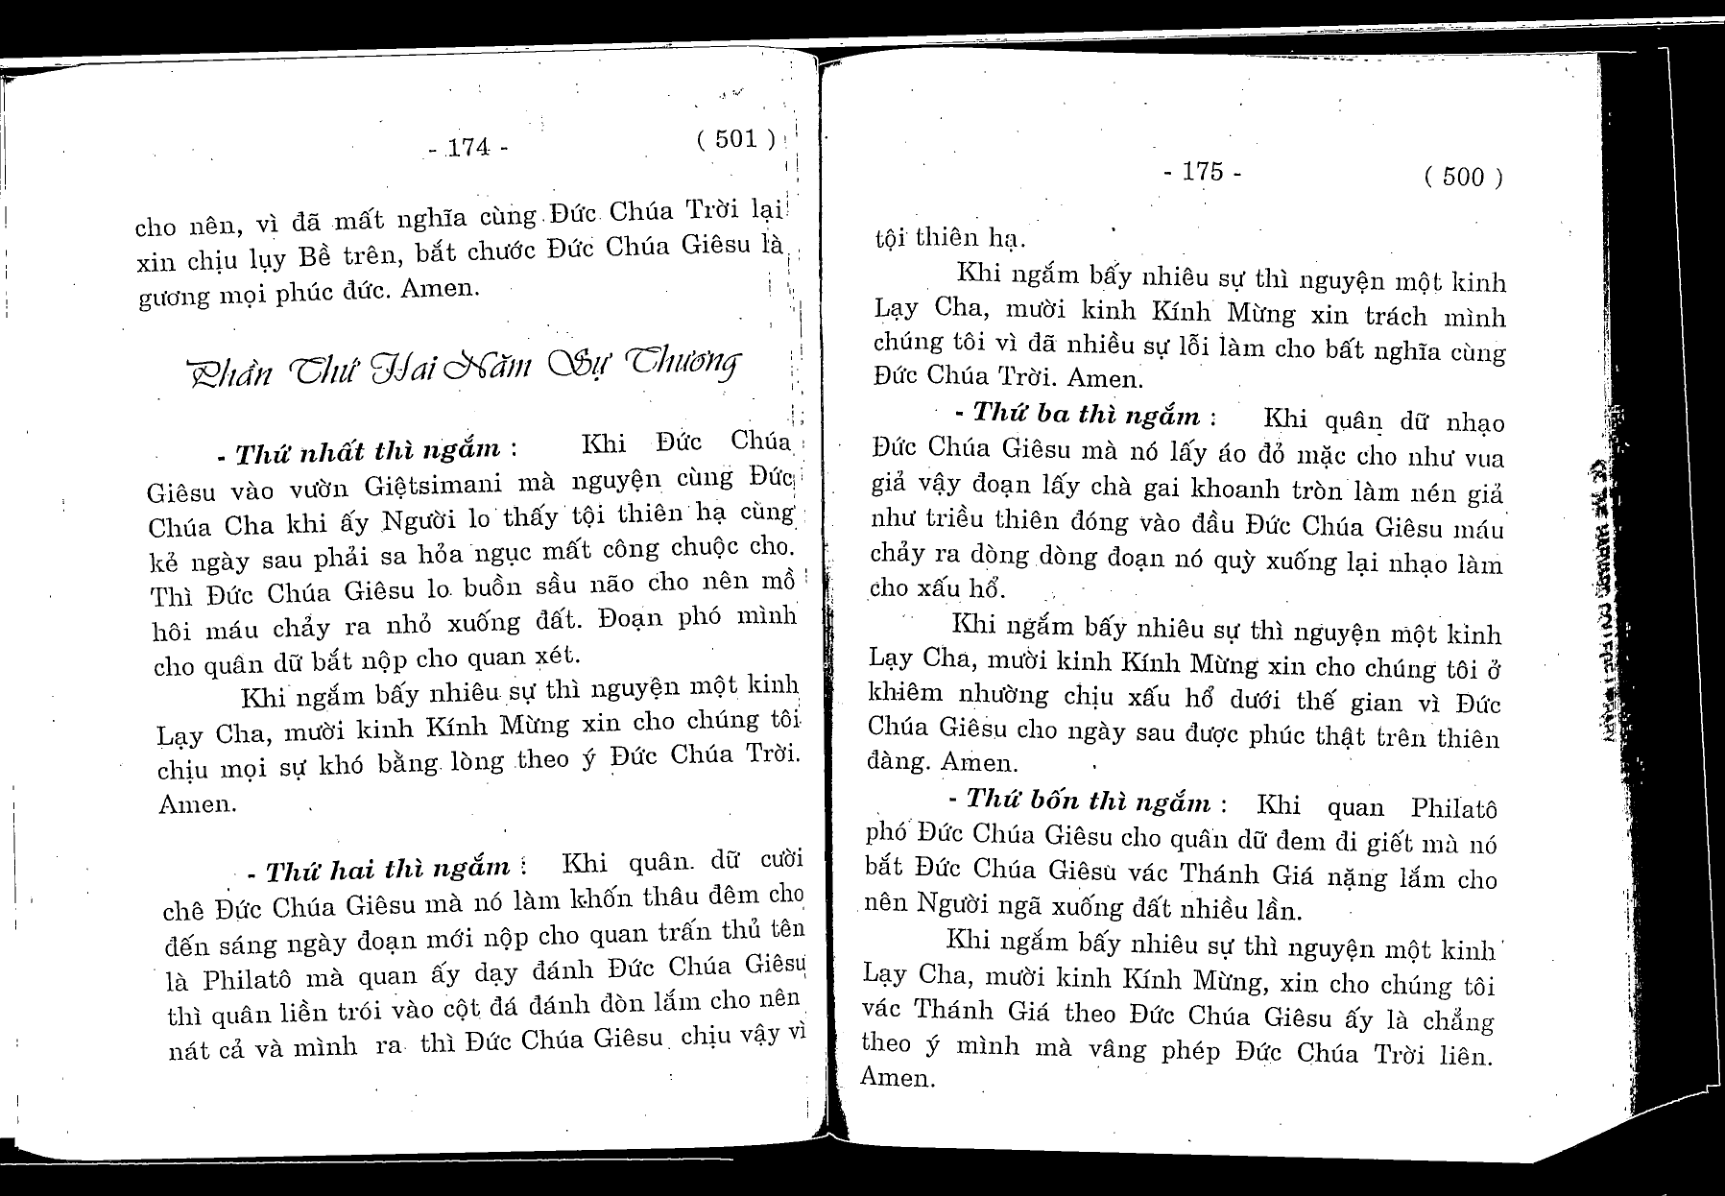 - 174 - ( 501 )
cho nên, vì đã mất nghĩa cùng Đức Chúa Trời lại
xin chịu lụy Bề trên, bắt chước Đức Chúa Giêsu là
gương mọi phúc đức. Amen.
Phần Thứ Hai Năm Sự Thương
- Thứ nhất thì ngắm : Khi Đức Chúa
Giêsu vào vườn Giệtsimani mà nguyện cùng Đức
Chúa Cha khi ấy Người lo thấy tội thiên hạ cùng
kẻ ngày sau phải sa hỏa ngục mất công chuộc cho.
Thì Đức Chúa Giêsu lo buồn sầu não cho nên mồ
hôi máu chảy ra nhỏ xuống đất. Đoạn phó mình
cho quân dữ bắt nộp cho quan xét.
Khi ngắm bấy nhiêu sự thì nguyện một kinh
Lạy Cha, mười kinh Kính Mừng xin cho chúng tôi
chịu mọi sự khó bằng lòng theo ý Đức Chúa Trời.
Amen.
- Thứ hai thì ngắm : Khi quân dữ cười
chê Đức Chúa Giêsu mà nó làm khốn thâu đêm cho
đến sáng ngày đoạn mới nộp cho quan trấn thủ tên
là Philatô mà quan ấy dạy đánh Đức Chúa Giêsu
thì quân liền trói vào cột đá đánh đòn lắm cho nên
nát cả và mình ra thì Đức Chúa Giêsu chịu vậy vì
- 175 - ( 500 )
tội thiên hạ.
Khi ngắm bấy nhiêu sự thì nguyện một kinh
Lạy Cha, mười kinh Kính Mừng xin trách mình
chúng tôi vì đã nhiều sự lỗi làm cho bất nghĩa cùng
Đức Chúa Trời. Amen.
- Thứ ba thì ngắm : Khi quân dữ nhạo
Đức Chúa Giêsu mà nó lấy áo đỏ mặc cho như vua
giả vậy đoạn lấy chà gai khoanh tròn làm nén giả
như triều thiên đóng vào đầu Đức Chúa Giêsu máu
chảy ra dòng dòng đoạn nó quỳ xuống lại nhạo làm
cho xấu hổ.
Khi ngắm bấy nhiêu sự thì nguyện một kinh
Lạy Cha, mười kinh Kính Mừng xin cho chúng tôi ở
khiêm nhường chịu xấu hổ dưới thế gian vì Đức
Chúa Giêsu cho ngày sau được phúc thật trên thiên
đàng. Amen.
- Thứ bốn thì ngắm : Khi quan Philatô
phó Đức Chúa Giêsu cho quân dữ đem đi giết mà nó
bắt Đức Chúa Giêsù vác Thánh Giá nặng lắm cho
nên Người ngã xuống đất nhiều lần.
Khi ngắm bấy nhiêu sự thì nguyện một kinh
Lạy Cha, mười kinh Kính Mừng, xin cho chúng tôi
vác Thánh Giá theo Đức Chúa Giêsu ấy là chẳng
theo ý mình mà vâng phép Đức Chúa Trời liên.
Amen.